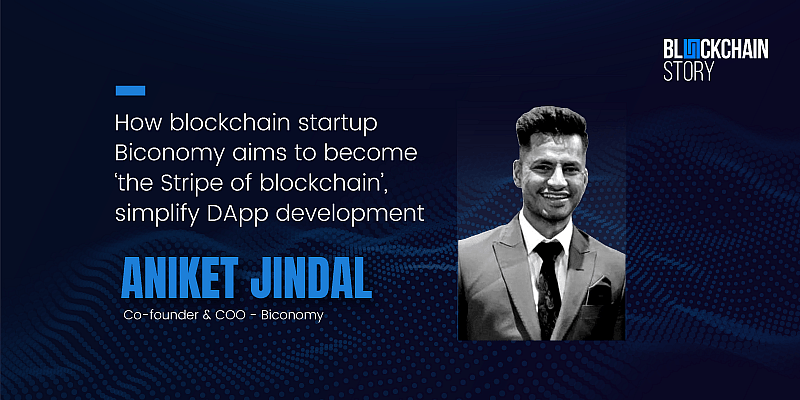 BLOCKCHAIN
STORY
How blockchain startup
Biconomy aims to become
‘the Stripe of blockchain’,
simplify DApp development
ANIKET JINDAL
Co-founder & COO - Biconomy